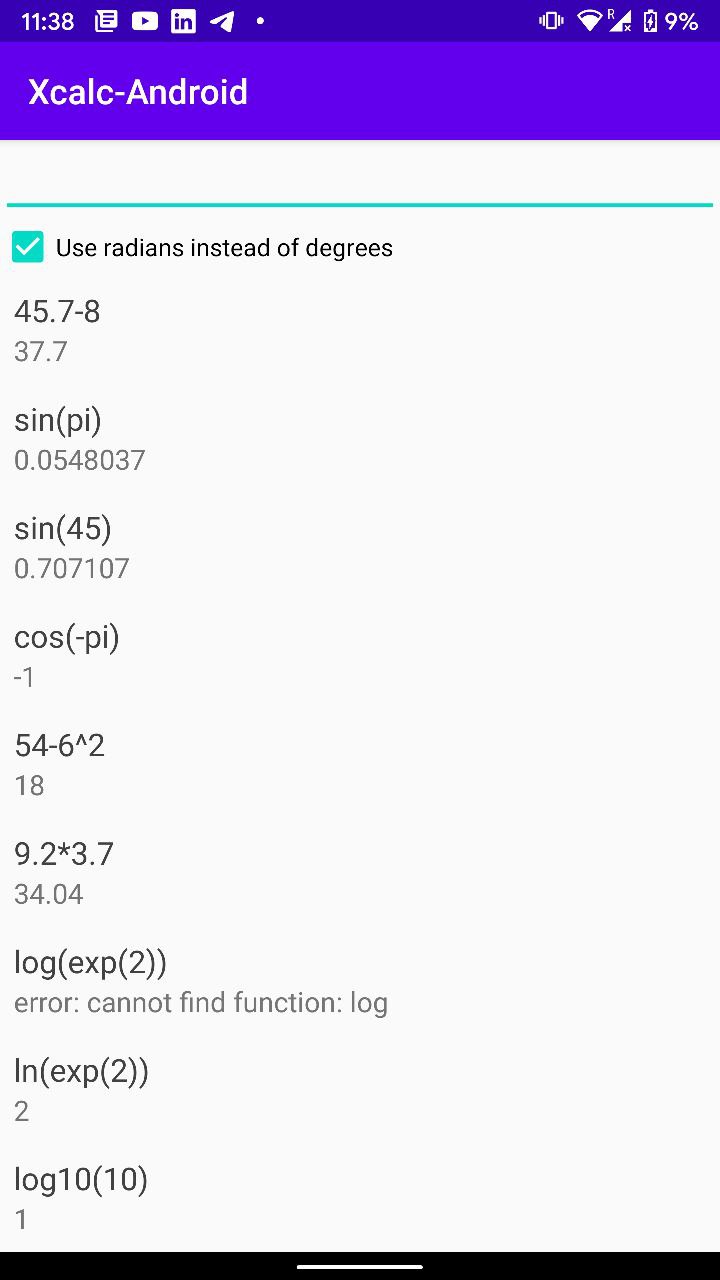 11:38
R
9%
Xcalc-Android
Use radians instead of degrees
45.7-8
37.7
sin(pi)
0.0548037
sin(45)
0.707107
cos(-pi)
-1
54-6^2
18
9.2*3.7
34.04
log(exp(2))
error: cannot find function: log
ln(exp(2))
2
log10(10)
1